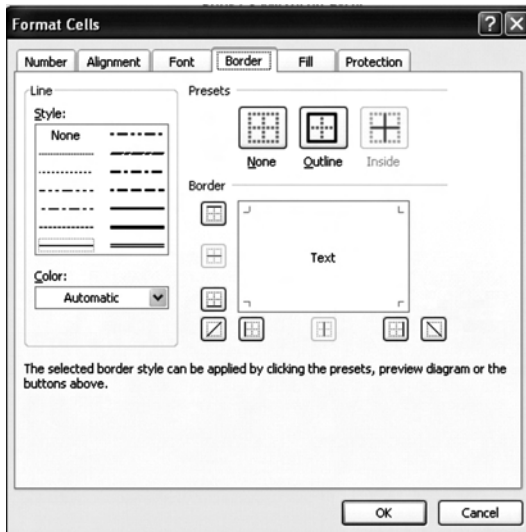 Format Cells
Number Alignment Font Border Fill Protection
Line
Style:
None
Color:
Automatic
Presets
None Outline Inside
Border
Text
The selected border style can be applied by clicking the presets, preview diagram or the
buttons above.
OK Cancel